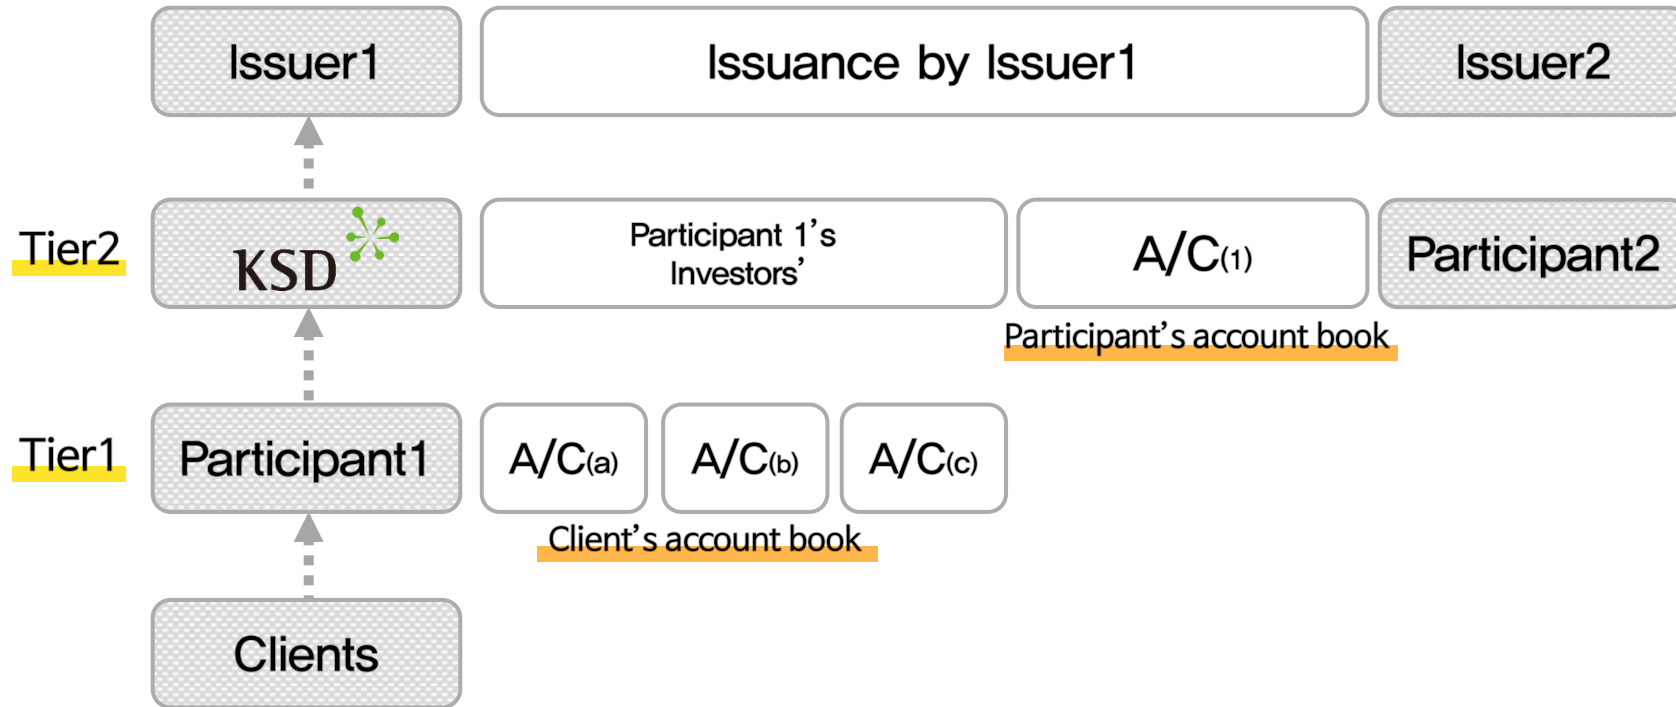 Issuer1
Issuance by Issuer1
Issuer2
Tier2
KSD
Participant 1's
Investors'
A/C(1)
Participant2
Participant's account book
Tier1
Participant1
A/C(a)
A/C(b)
A/C(c)
Client's account book
Clients